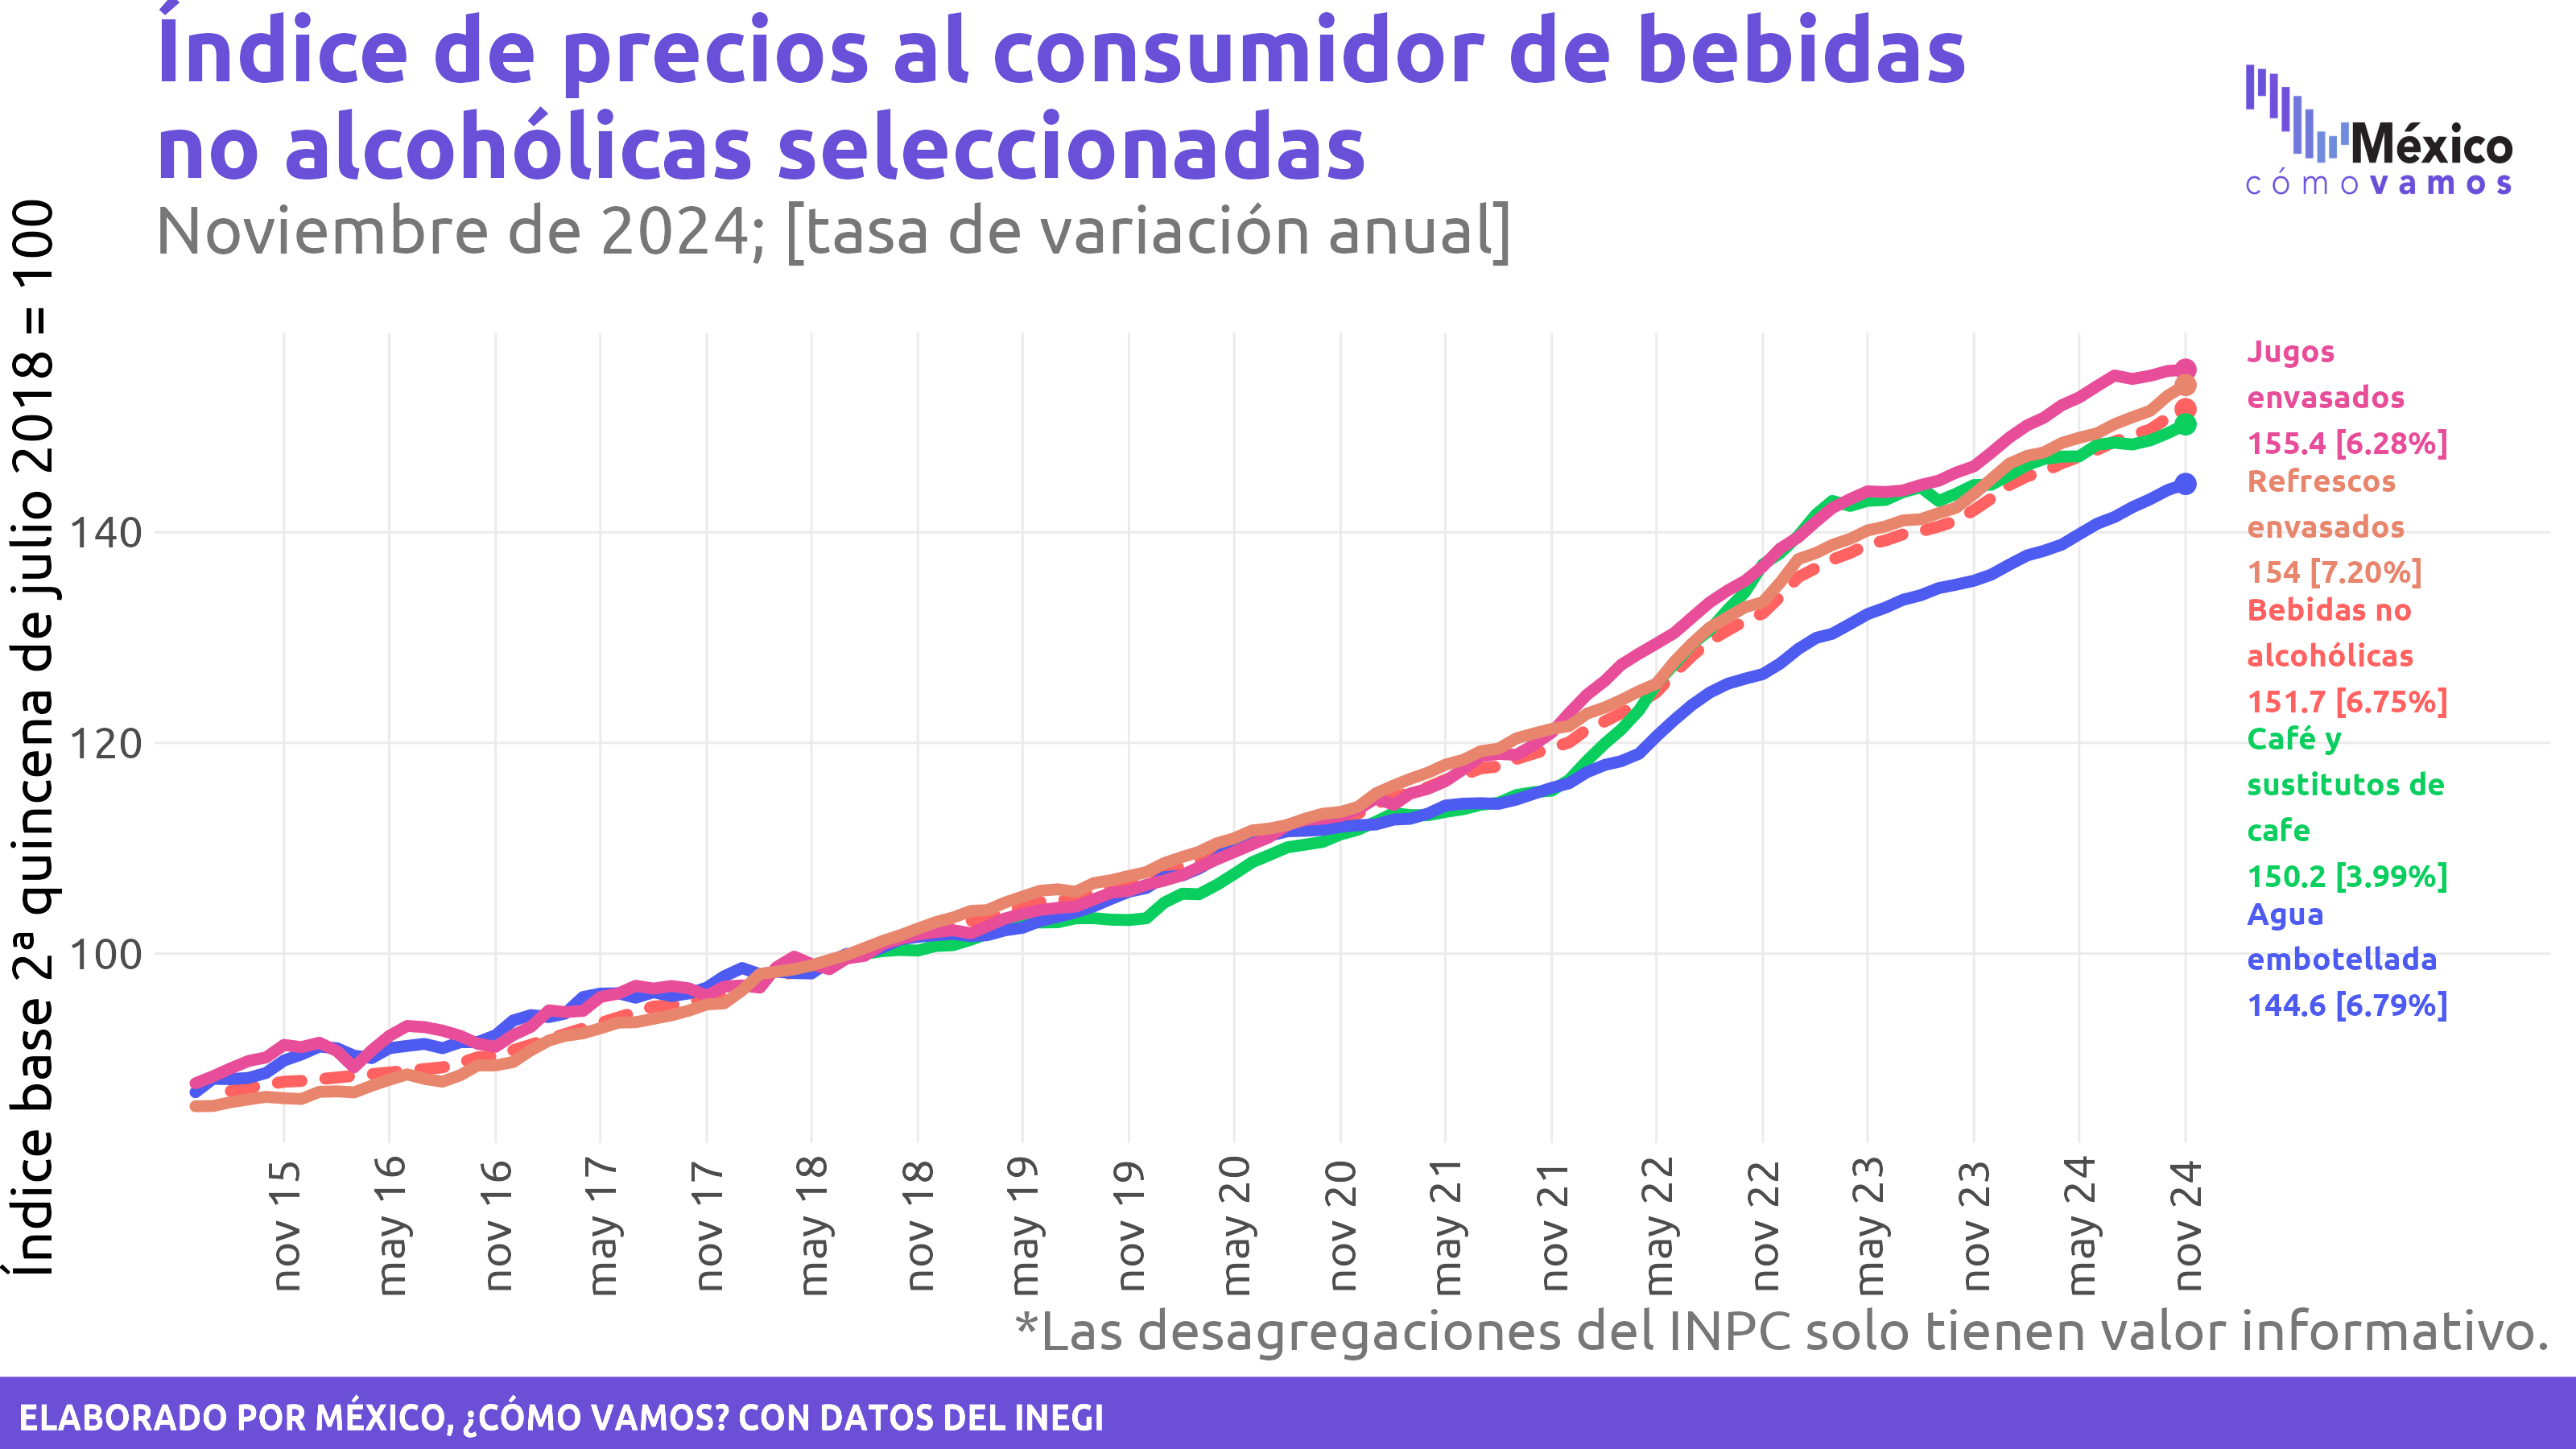 Índice de precios al consumidor de bebidas
no alcohólicas seleccionadas
Noviembre de 2024; [tasa de variación anual]
México
cómo vamos
Índice base 2ª quincena de julio 2018 = 100
140
120
100
Jugos
envasados
155.4 [6.28%]
Refrescos
envasados
154 [7.20%]
Bebidas no
alcohólicas
151.7 [6.75%]
Café y
sustitutos de
cafe
150.2 [3.99%]
Agua
embotellada
144.6 [6.79%]
nov 15
may 16
nov 16
may 17
nov 17
may 18
nov 18
may 19
nov 19
may 20
nov 20
may 21
nov 21
may 22
nov 22
may 23
nov 23
may 24
nov 24
*Las desagregaciones del INPC solo tienen valor informativo.
ELABORADO POR MÉXICO, ¿CÓMO VAMOS? CON DATOS DEL INEGI